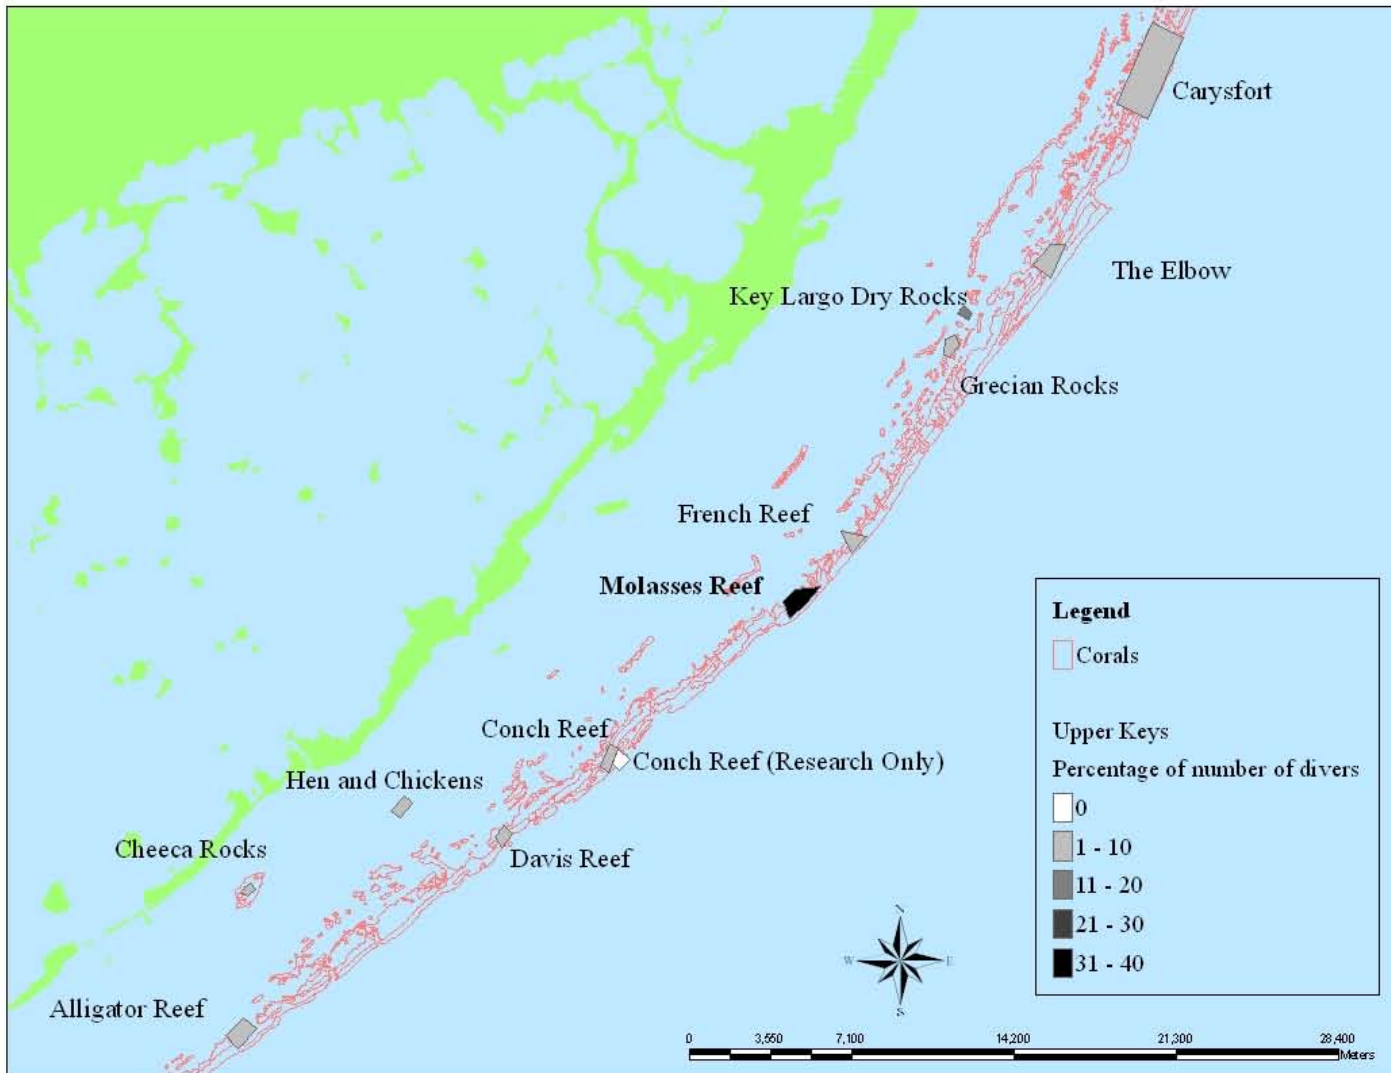 Carysfort
The Elbow
Key Largo Dry Rocks
Grecian Rocks
French Reef
Molasses Reef
Conch Reef
Conch Reef (Research Only)
Hen and Chickens
Cheeca Rocks
Davis Reef
Alligator Reef
Legend
Corals
Upper Keys
Percentage of number of divers
0
1 - 10
11 - 20
21 - 30
31 - 40
N
W E
S
0 3,550 7,100 14,200 21,300 28,400
Meters